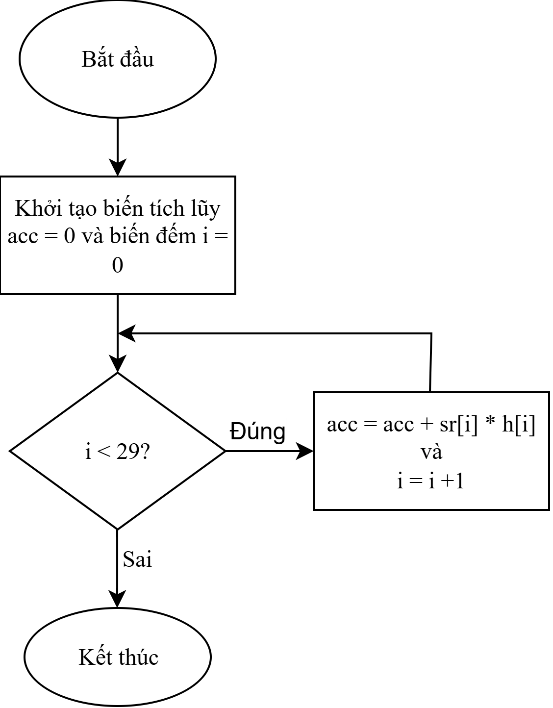 Bắt đầu
Khởi tạo biến tích lũy
acc = 0 và biến đếm i =
0
i < 29?
Đúng
acc = acc + sr[i] * h[i]
và
i = i +1
Sai
Kết thúc